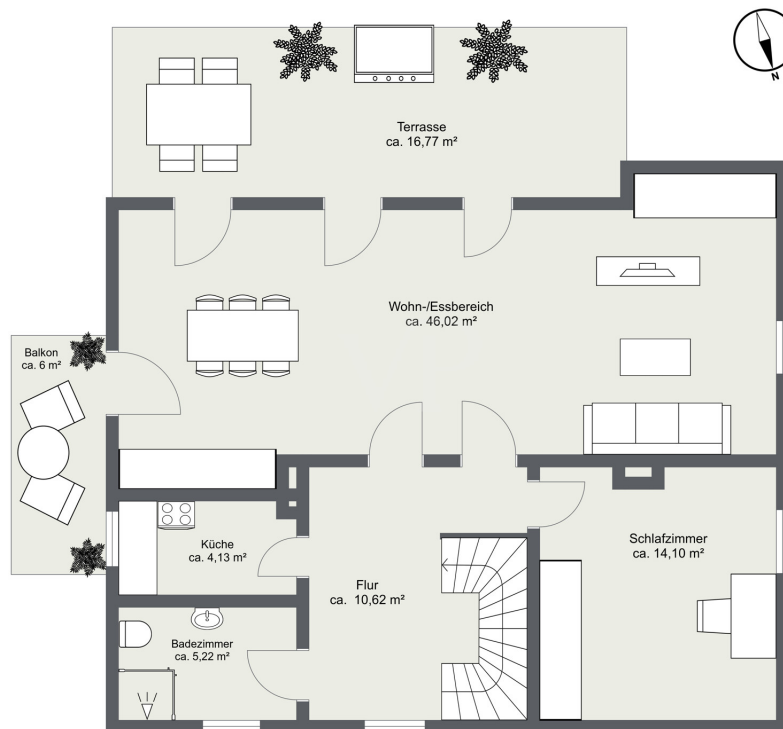 N
Terrasse
ca. 16,77 m²
Wohn-/Essbereich
ca. 46,02 m²
Balkon
ca. 6 m²
Küche
ca. 4,13 m²
Schlafzimmer
ca. 14,10 m²
Flur
ca. 10,62 m²
Badezimmer
ca. 5,22 m²